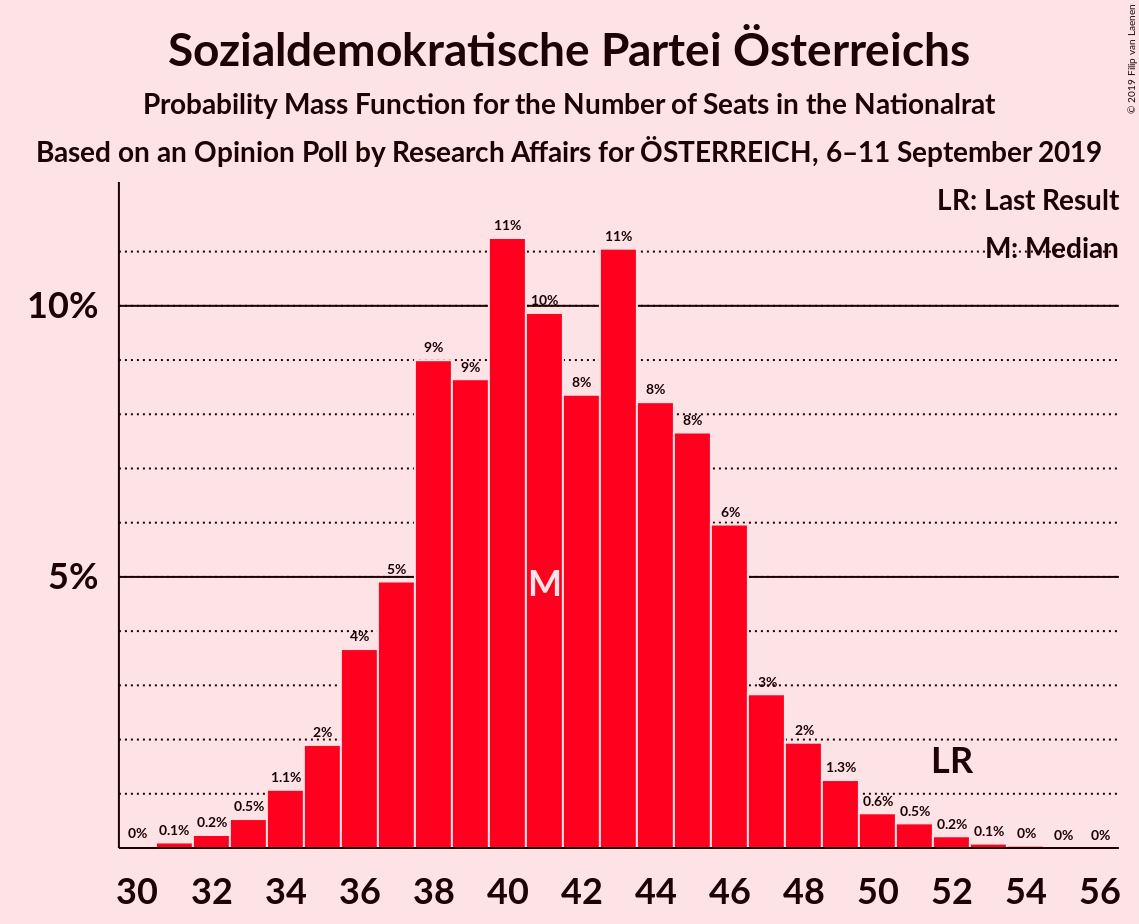 Sozialdemokratische Partei Österreichs
Probability Mass Function for the Number of Seats in the Nationalrat
Based on an Opinion Poll by Research Affairs for ÖSTERREICH, 6–11 September 2019
© 2019 Filip van Laenen
LR: Last Result
M: Median
10%
5%
0% 0.1% 0.2% 0.5% 1.1% 2% 4% 5% 9% 9% 11% 10% 8% 11% 8% 8% 6% 3% 2% 1.3% 0.6% 0.5% 0.2% 0.1% 0% 0% 0%
M
LR
30 32 34 36 38 40 42 44 46 48 50 52 54 56